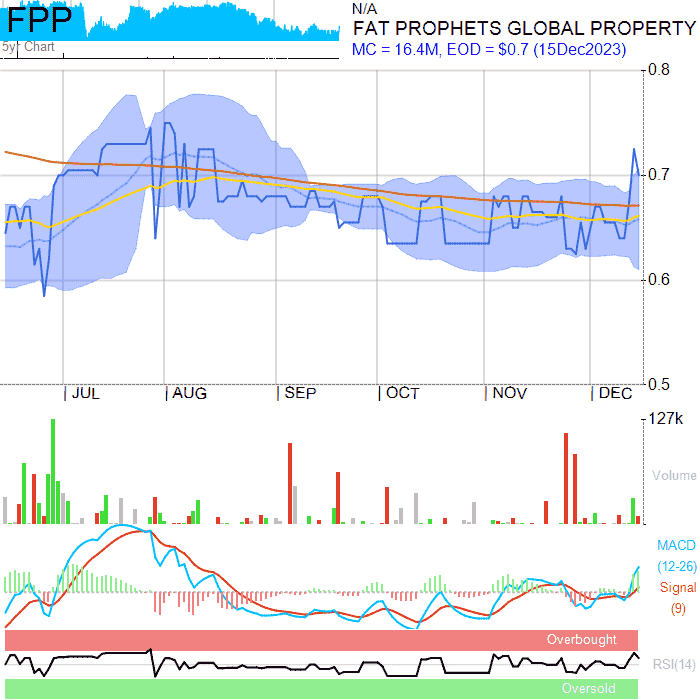 FPP
5yr Chart
N/A
FAT PROPHETS GLOBAL PROPERTY
MC = 16.4M, EOD = $0.7 (15Dec2023)
0.8
0.7
0.6
0.5
JUL AUG SEP OCT NOV DEC
127k
Volume
MACD
(12-26)
Signal
(9)
Overbought
RSI(14)
Oversold